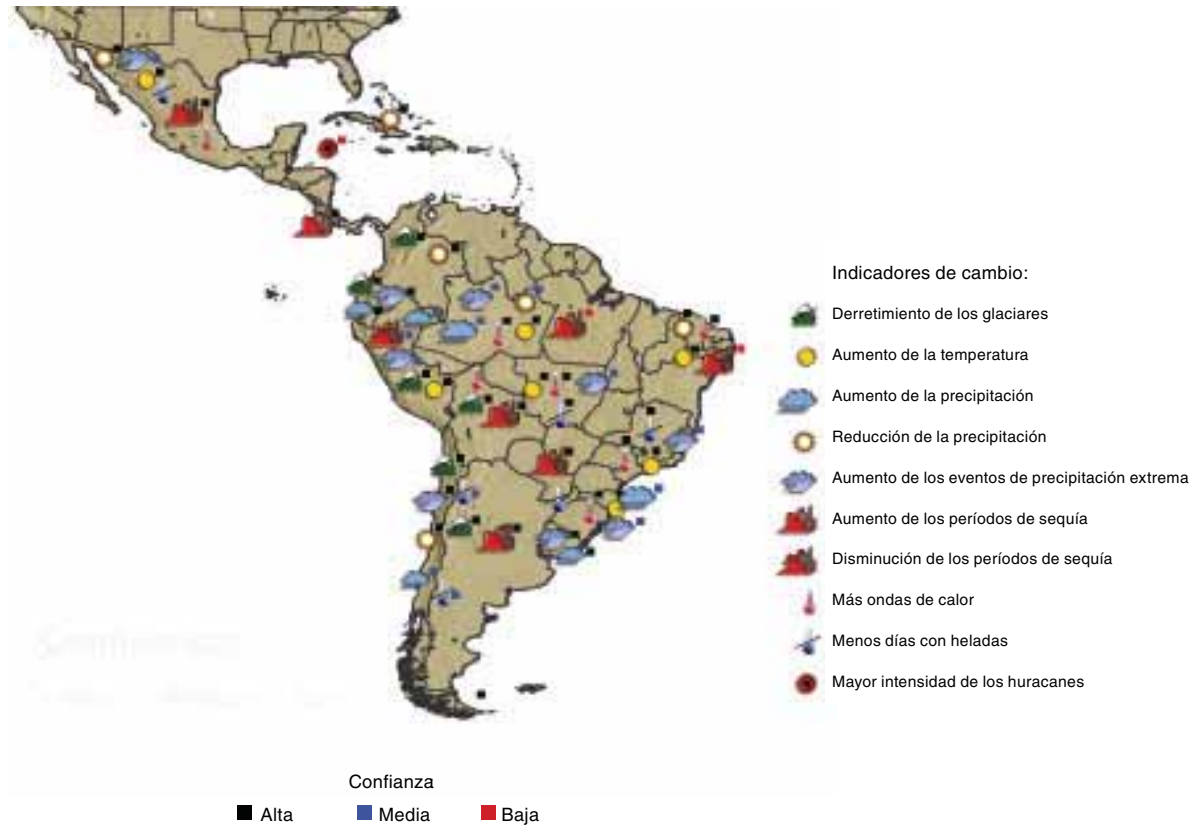 Indicadores de cambio:
Derretimiento de los glaciares
Aumento de la temperatura
Aumento de la precipitación
Reducción de la precipitación
Aumento de los eventos de precipitación extrema
Aumento de los períodos de sequía
Disminución de los períodos de sequía
Más ondas de calor
Menos días con heladas
Mayor intensidad de los huracanes
Confianza
Alta Media Baja